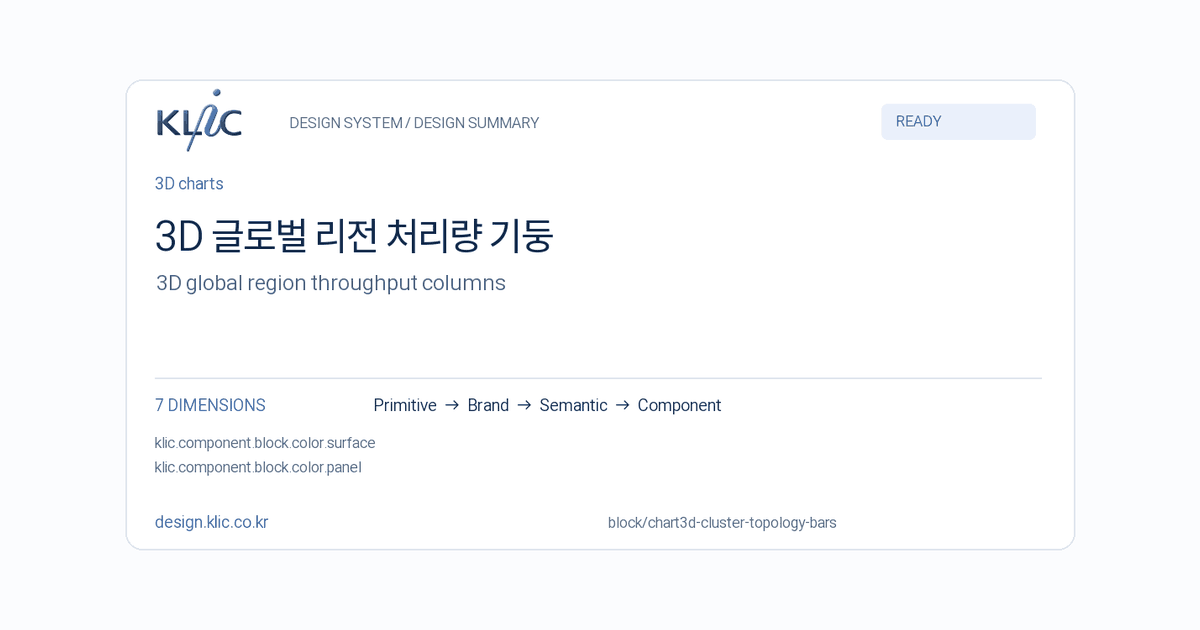 KLiC
DESIGN SYSTEM / DESIGN SUMMARY
READY
3D charts
3D 글로벌 리전 처리량 기둥
3D global region throughput columns
7 DIMENSIONS
Primitive → Brand → Semantic → Component
klic.component.block.color.surface
klic.component.block.color.panel
design.klic.co.kr
block/chart3d-cluster-topology-bars